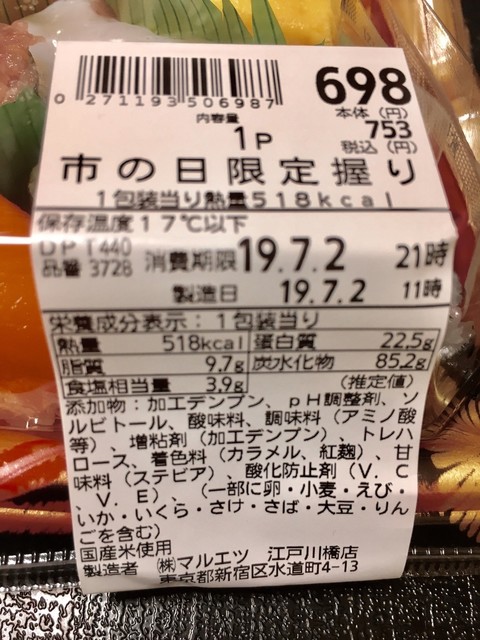 0 271193 506987
698
本体 (円)
内容量
1P
753
税込 (円)
市の日限定握り
1包装当り熱量518kcal
保存温度17℃以下
DPT440
品番 3728
消費期限 19.7.2 21時
製造日 19.7.2 11時
栄養成分表示：1包装当り
熱量 518kcal 蛋白質 22.5g
脂質 9.7g 炭水化物 85.2g
食塩相当量 3.9g (推定値)
添加物：加工デンプン、pH調整剤、ソ
ルビトール、酸味料、調味料（アミノ酸
等）、増粘剤（加工デンプン）、トレハ
ロース、着色料（カラメル、紅麹）、甘
味料（ステビア）、酸化防止剤（V．C
、V．E）、（一部に卵・小麦・えび・
いか・いくら・さけ・さば・大豆・りん
ごを含む）
国産米使用
製造者 ㈱マルエツ 江戸川橋店
東京都新宿区水道町4-13